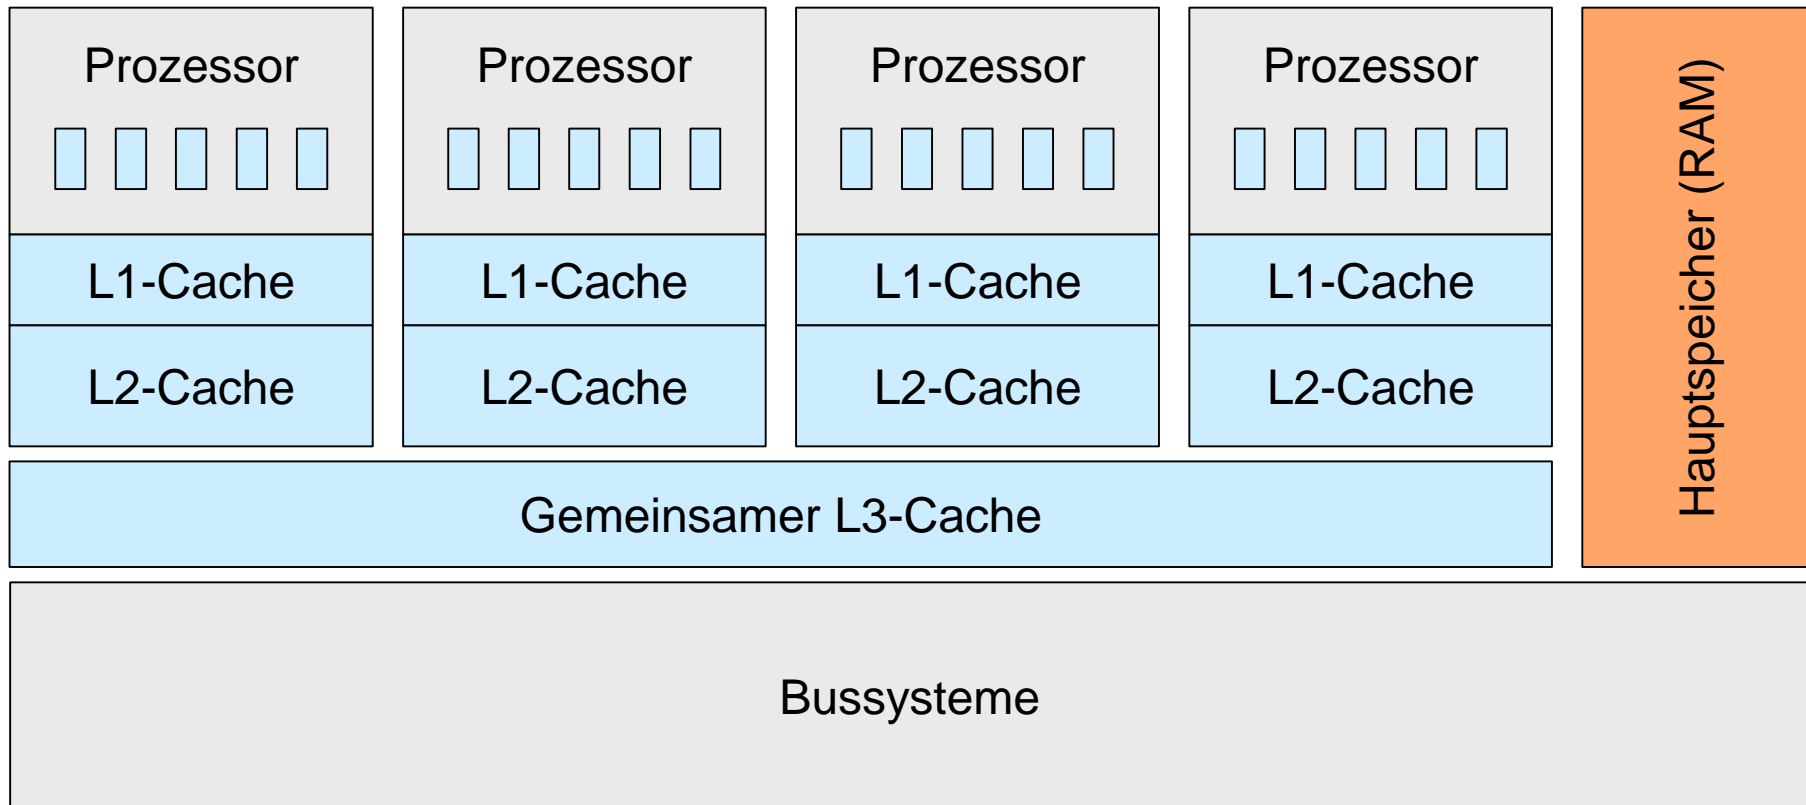 Prozessor
Prozessor
Prozessor
Prozessor
L1-Cache
L1-Cache
L1-Cache
L1-Cache
L2-Cache
L2-Cache
L2-Cache
L2-Cache
Gemeinsamer L3-Cache
Hauptspeicher (RAM)
Bussysteme